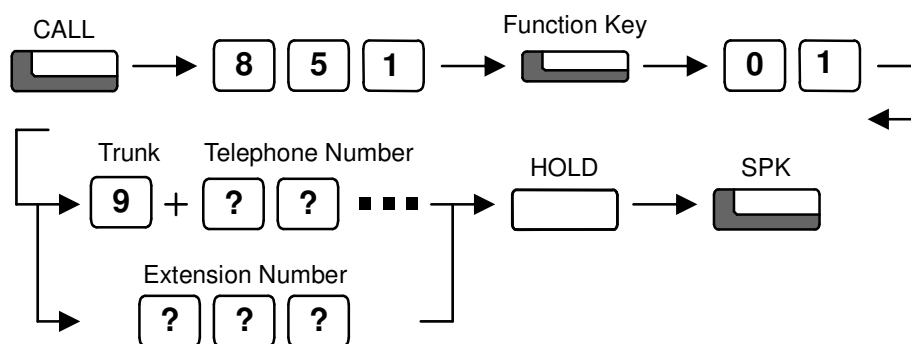 CALL
Function Key
8 5 1
0 1
Trunk
Telephone Number
HOLD
SPK
9 + ? ? ...
Extension Number
? ? ?